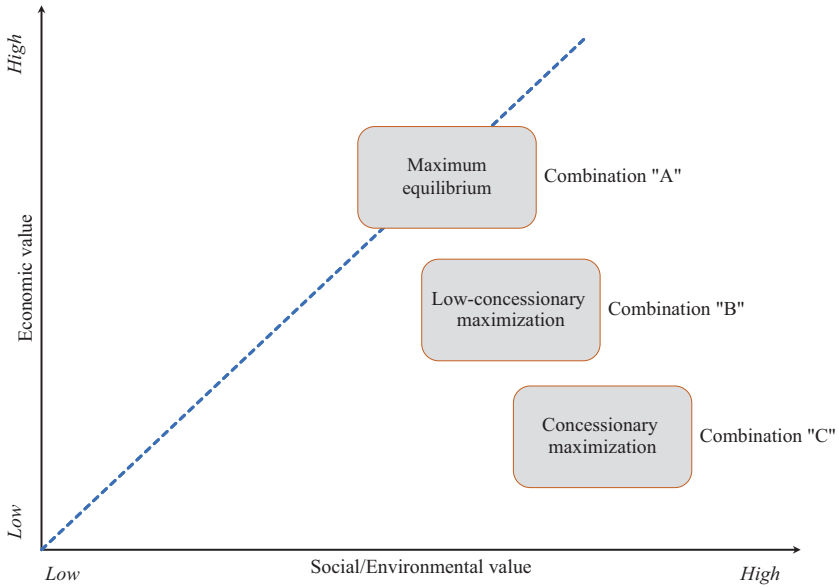 High
Maximum
equilibrium
Combination "A"
Economic value
Low-concessionary
maximization
Combination "B"
Concessionary
maximization
Combination "C"
Low
Low
Social/Environmental value
High